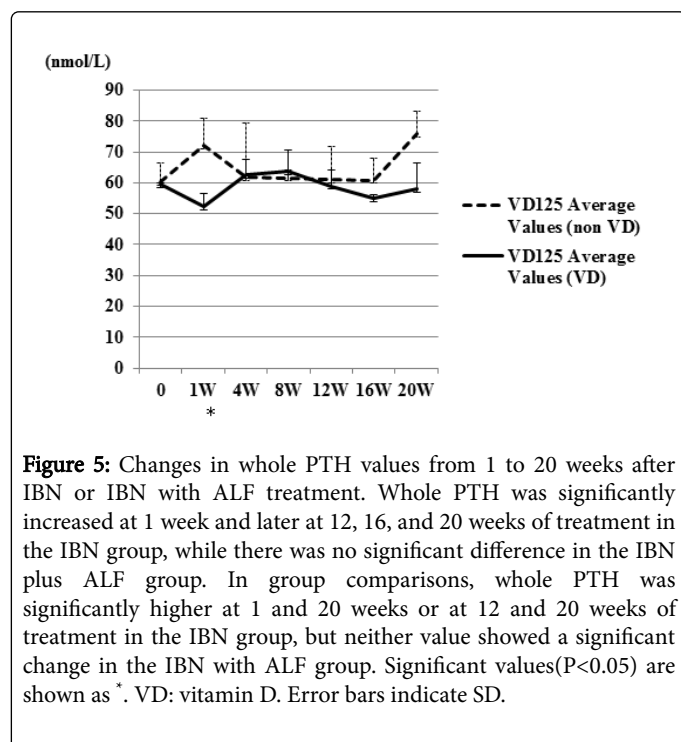 (nmol/L)
90
80
70
60
50
40
30
20
10
0
0 1W 4W 8W 12W 16W 20W
*
VD125 Average
Values (non VD)
VD125 Average
Values (VD)
Figure 5: Changes in whole PTH values from 1 to 20 weeks after
IBN or IBN with ALF treatment. Whole PTH was significantly
increased at 1 week and later at 12, 16, and 20 weeks of treatment in
the IBN group, while there was no significant difference in the IBN
plus ALF group. In group comparisons, whole PTH was
significantly higher at 1 and 20 weeks or at 12 and 20 weeks of
treatment in the IBN group, but neither value showed a significant
change in the IBN with ALF group. Significant values(P<0.05) are
shown as *. VD: vitamin D. Error bars indicate SD.